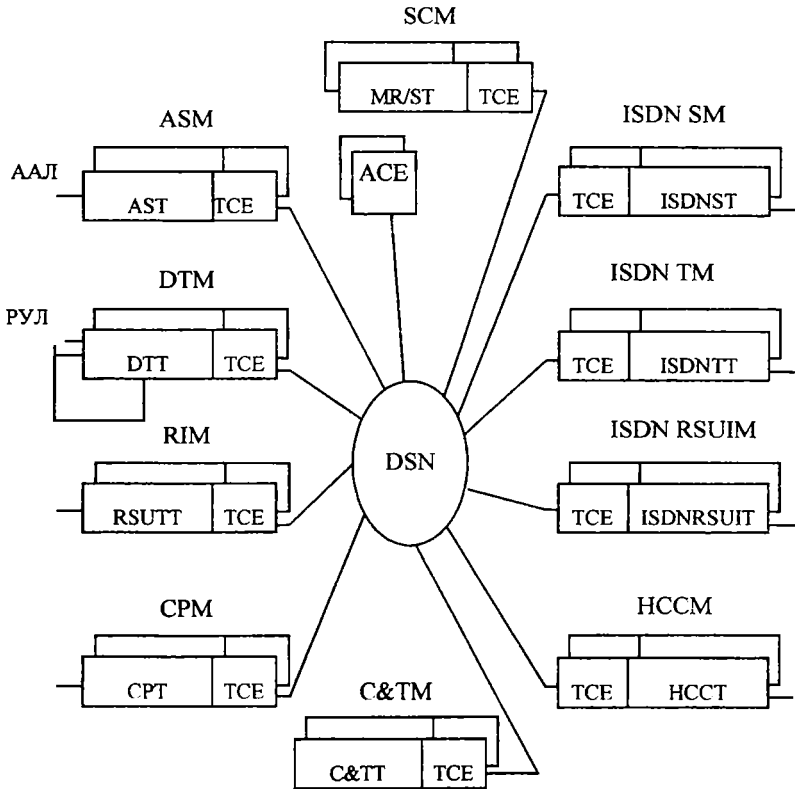 SCM
MR/ST TCE
ASM
ААЛ
AST TCE
ACE
ISDN SM
TCE ISDNST
DTM
РУЛ
DTT TCE
ISDN TM
TCE ISDNTT
DSN
RIM
RSUTT TCE
ISDN RSUIM
TCE ISDNRSUIT
CPM
CPT TCE
C&TM
C&TT TCE
HCCM
TCE HCCT